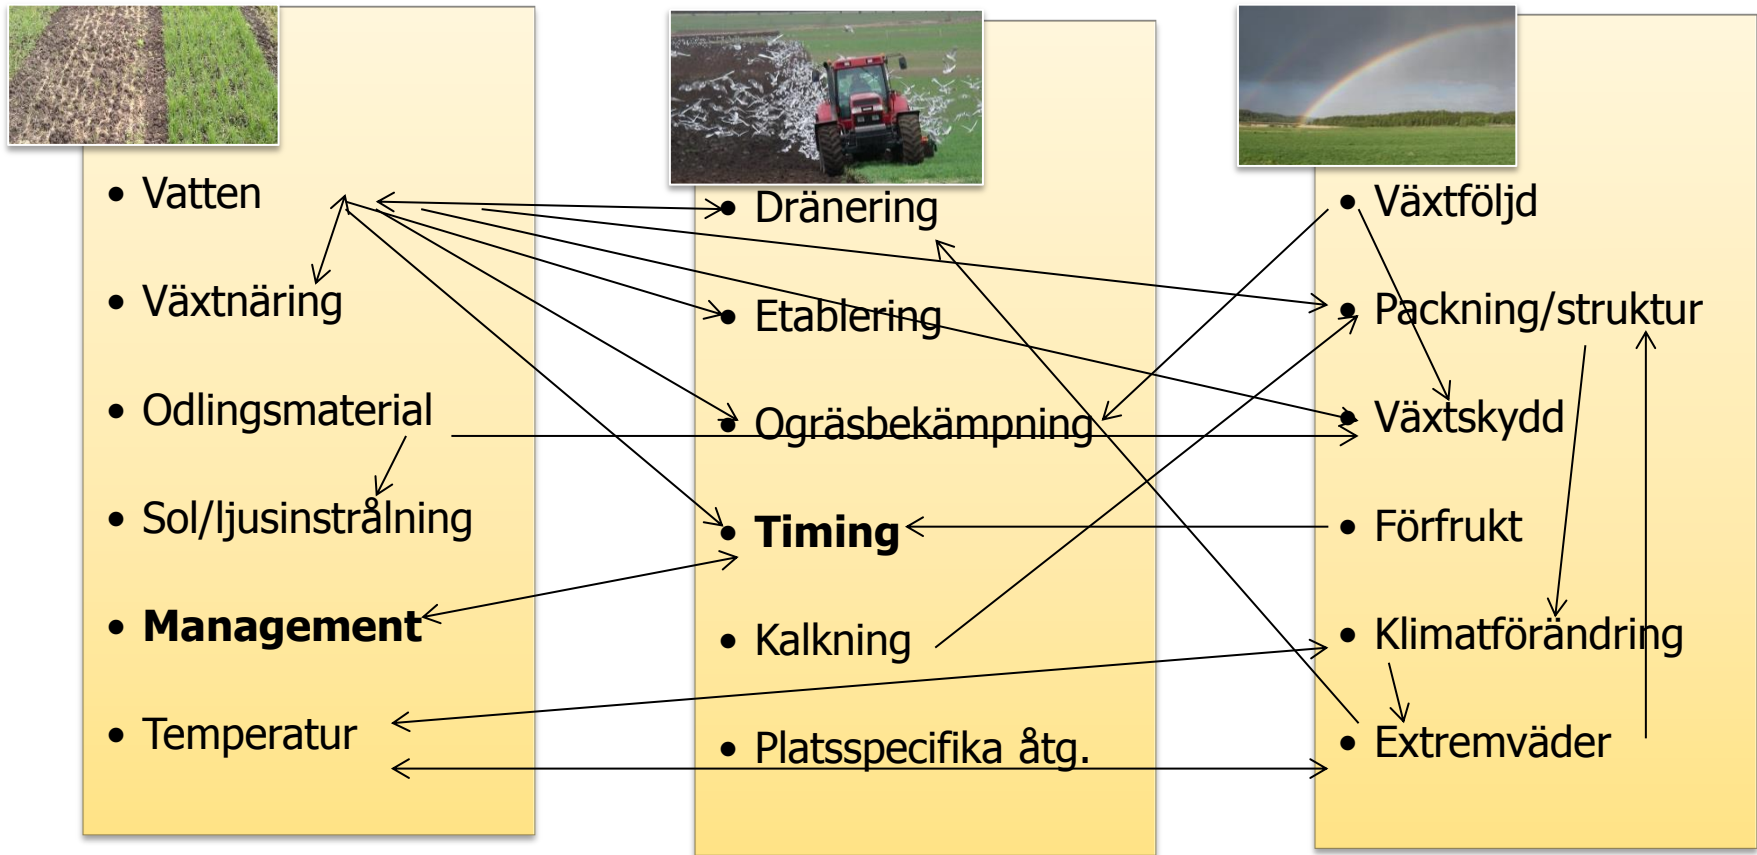 • Vatten
• Växtnäring
• Odlingsmaterial
• Sol/ljusinstrålning
• Management
• Temperatur
• Dränering
• Etablering
• Ogräsbekämpning
• Timing
• Kalkning
• Platsspecifika åtg.
• Växtföljd
• Packning/struktur
• Växtskydd
• Förfrukt
• Klimatförändring
• Extremväder